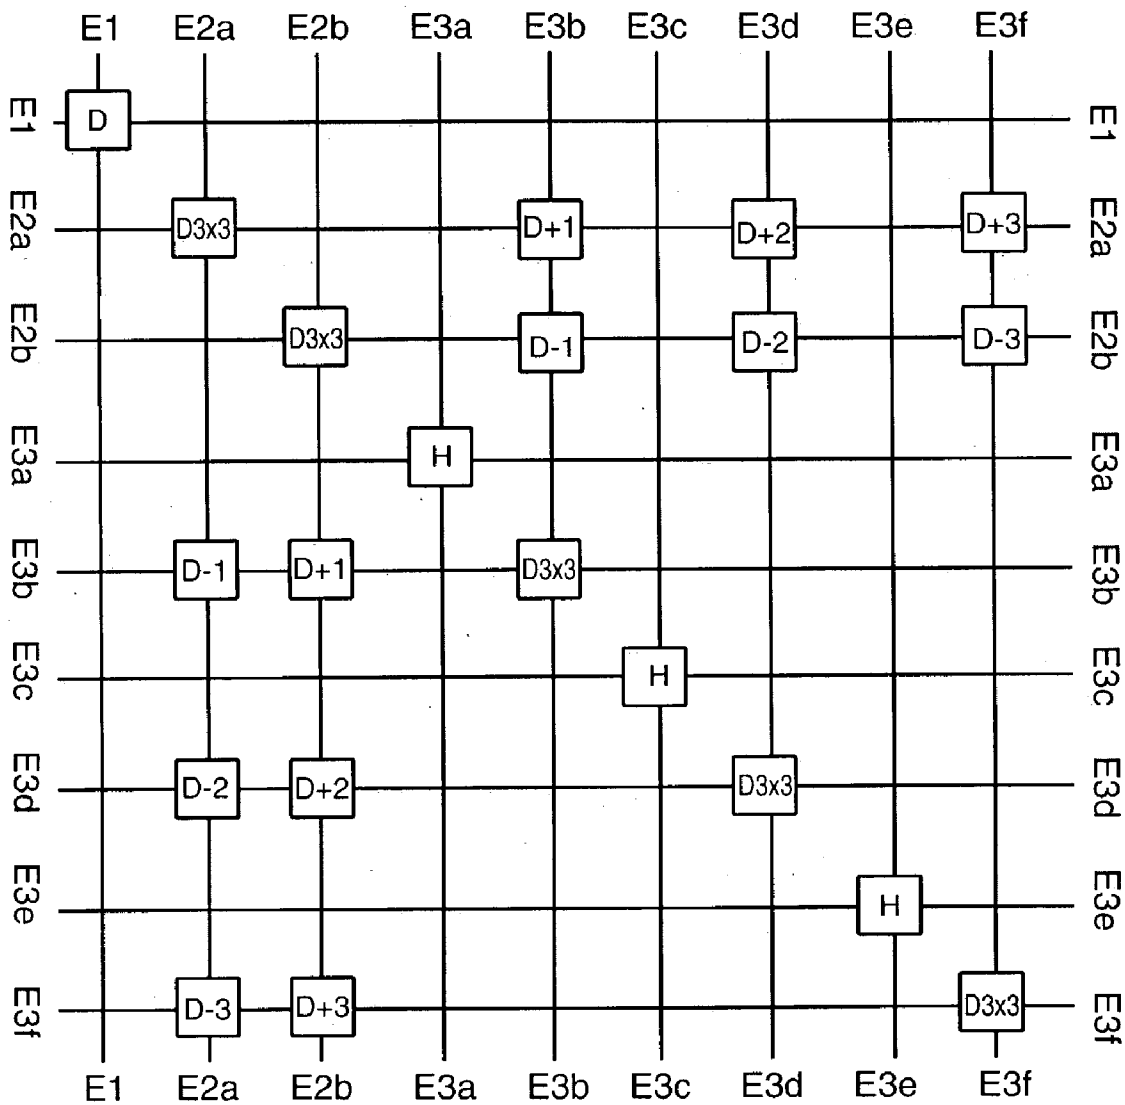 E1 E2a E2b E3a E3b E3c E3d E3e E3f
E1 D E1
E2a D3x3 D+1 D+2 D+3 E2a
E2b D3x3 D-1 D-2 D-3 E2b
E3a H E3a
E3b D-1 D+1 D3x3 E3b
E3c H E3c
E3d D-2 D+2 D3x3 E3d
E3e H E3e
E3f D-3 D+3 D3x3 E3f
E1 E2a E2b E3a E3b E3c E3d E3e E3f